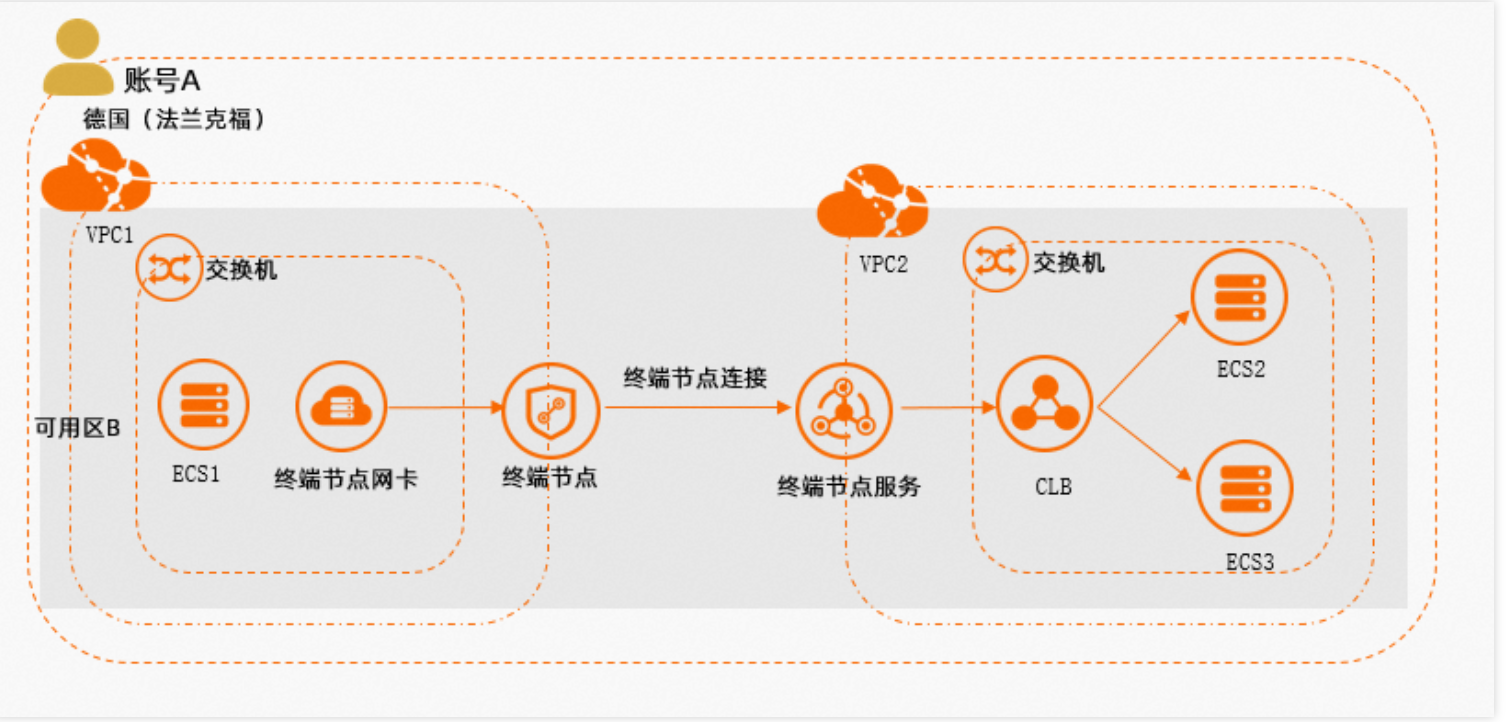 账号A
德国（法兰克福）
VPC1
交换机
VPC2
交换机
可用区B
ECS1
终端节点网卡
终端节点
终端节点连接
终端节点服务
CLB
ECS2
ECS3